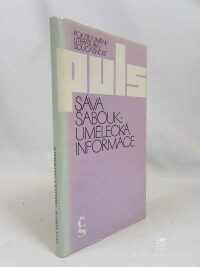 POEZIE, UMĚNÍ,
LITERATURA,
SOUČASNOST
puls
SÁVA
ŠABOUK:
UMĚLECKÁ
INFORMACE